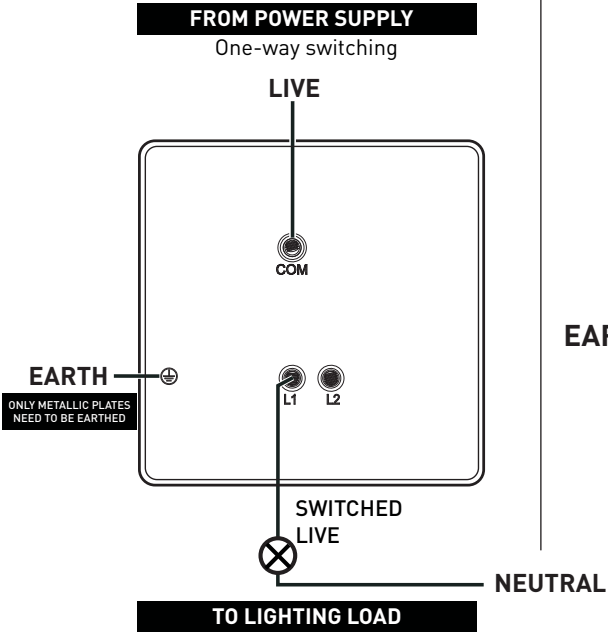 FROM POWER SUPPLY
One-way switching
LIVE
COM
EARTH
ONLY METALLIC PLATES
NEED TO BE EARTHED
L1
L2
SWITCHED
LIVE
NEUTRAL
TO LIGHTING LOAD